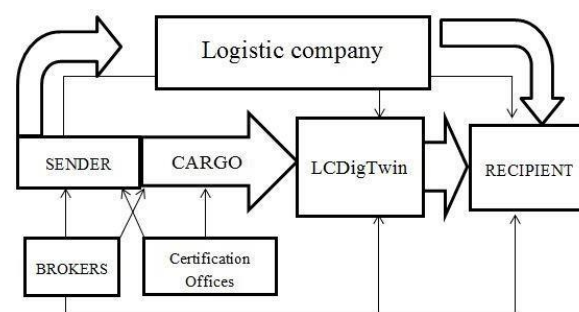 Logistic company
SENDER
CARGO
LCDigTwin
RECIPIENT
BROKERS
Certification
Offices